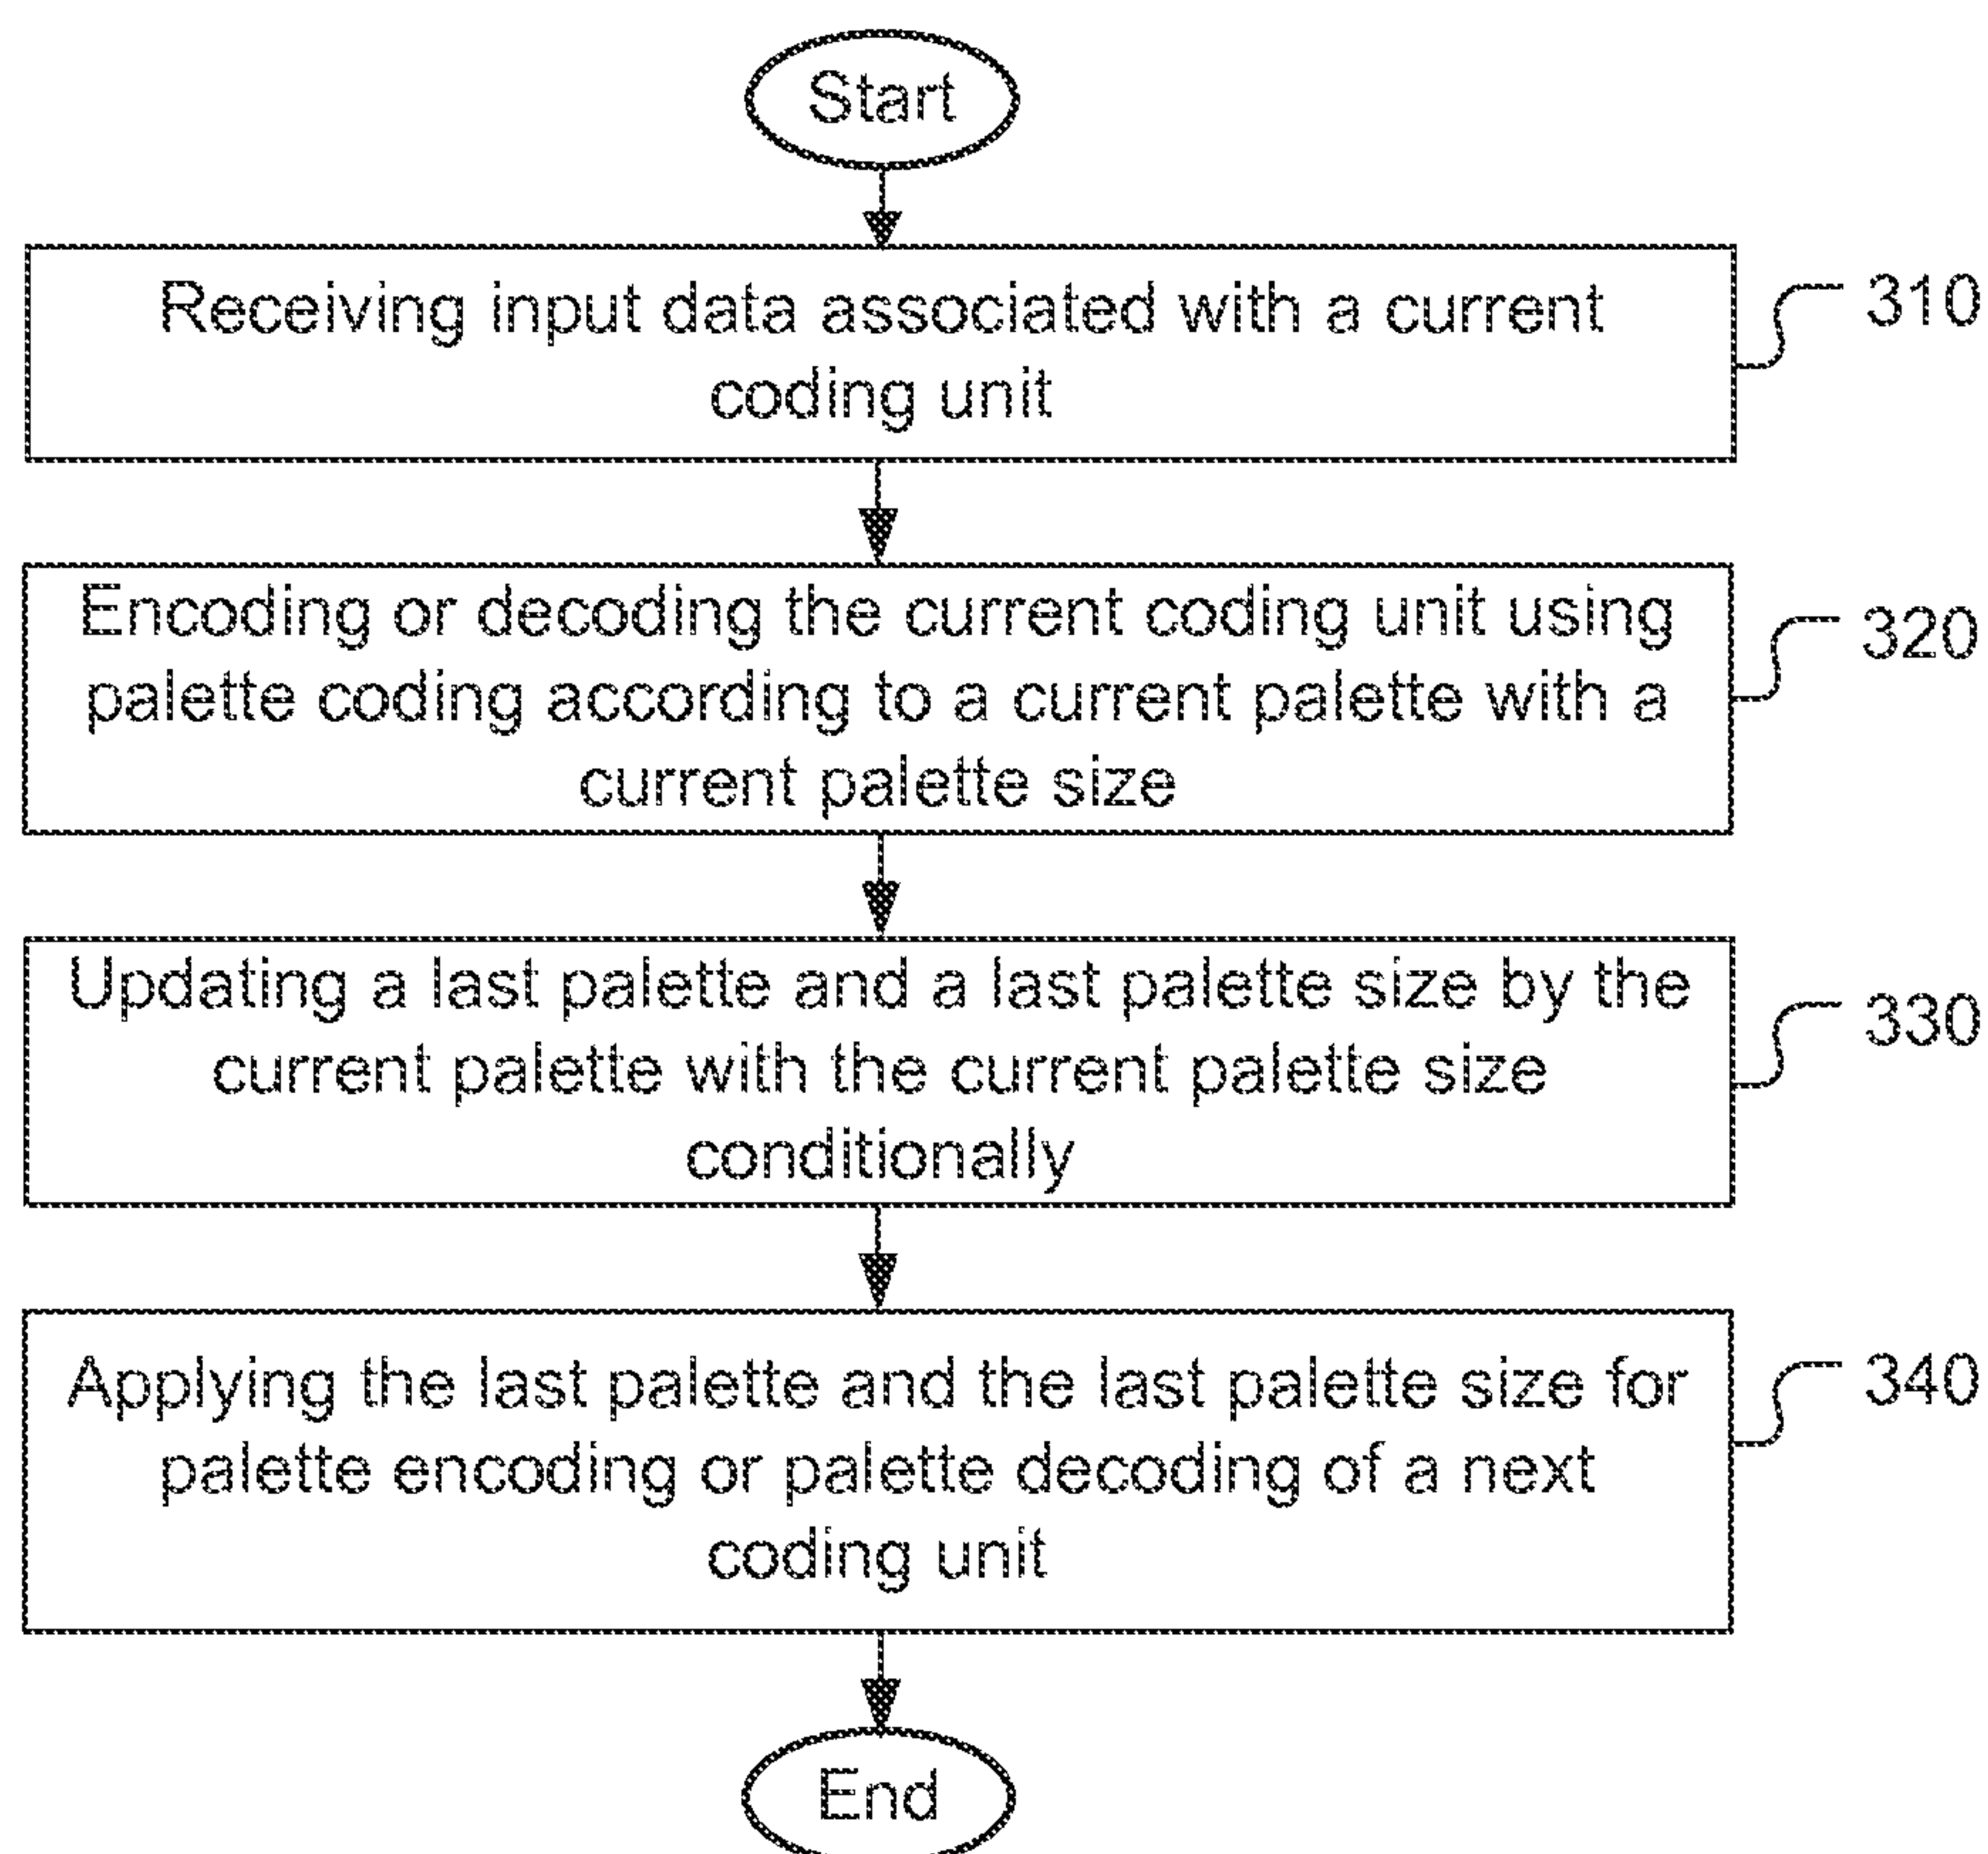 Start
Receiving input data associated with a current
coding unit
310
Encoding or decoding the current coding unit using
palette coding according to a current palette with a
current palette size
320
Updating a last palette and a last palette size by the
current palette with the current palette size
conditionally
330
Applying the last palette and the last palette size for
palette encoding or palette decoding of a next
coding unit
340
End